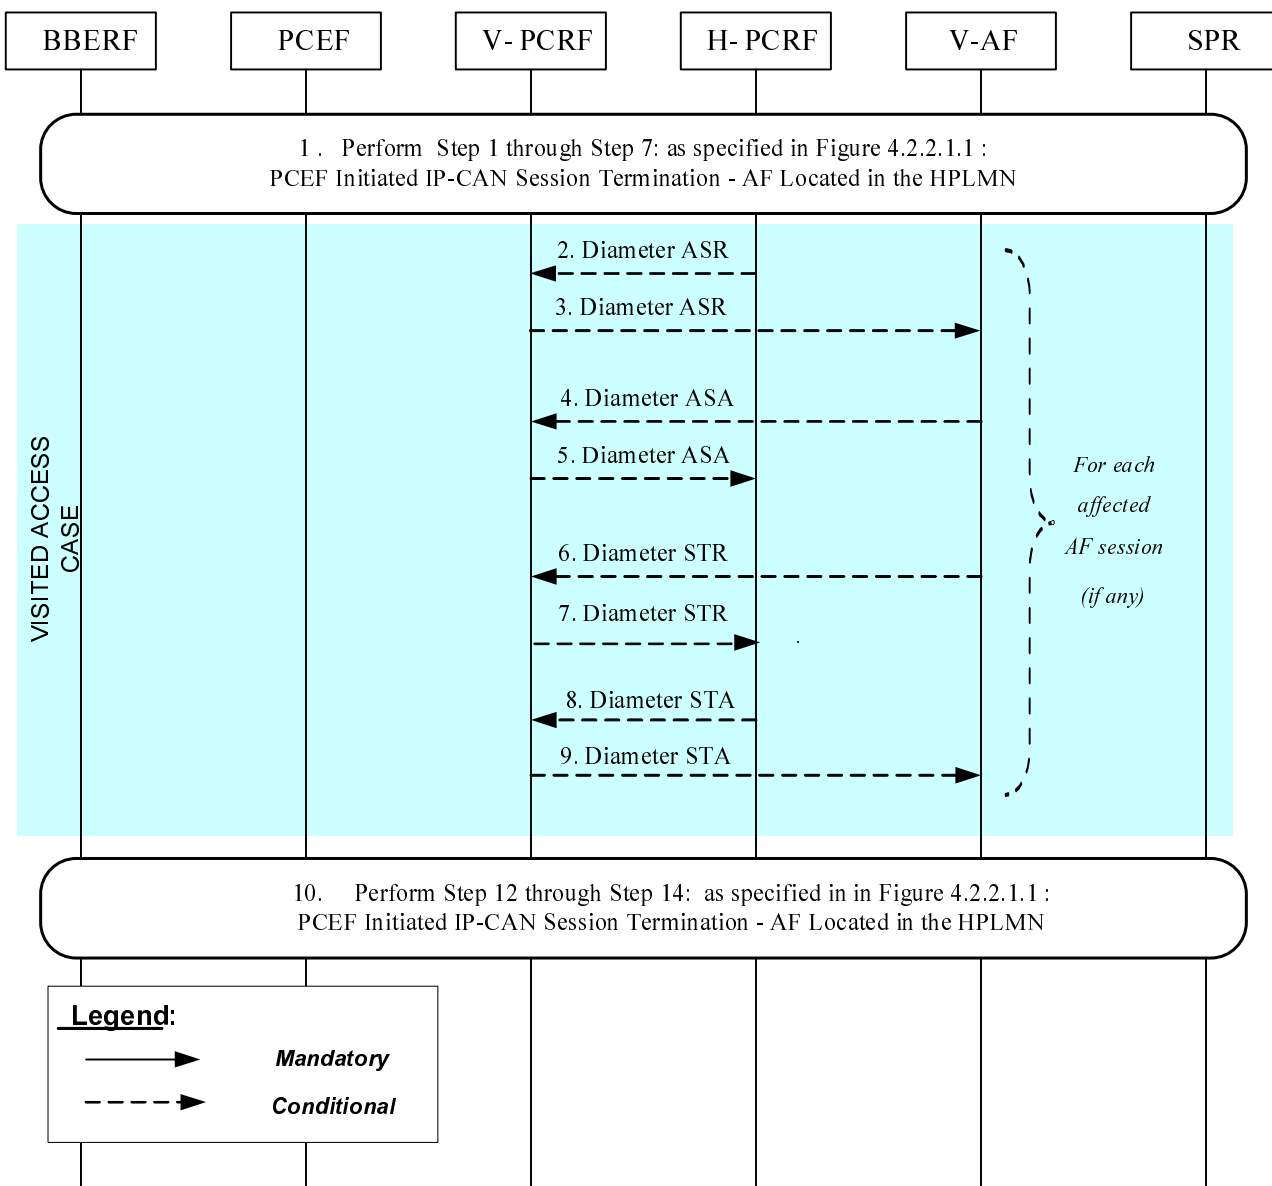 BBERF
PCEF
V- PCRF
H- PCRF
V-AF
SPR
1 . Perform Step 1 through Step 7: as specified in Figure 4.2.2.1.1 :
PCEF Initiated IP-CAN Session Termination - AF Located in the HPLMN
VISITED ACCESS
CASE
2. Diameter ASR
3. Diameter ASR
4. Diameter ASA
5. Diameter ASA
6. Diameter STR
7. Diameter STR
8. Diameter STA
9. Diameter STA
For each
affected
AF session
(if any)
10. Perform Step 12 through Step 14: as specified in in Figure 4.2.2.1.1 :
PCEF Initiated IP-CAN Session Termination - AF Located in the HPLMN
Legend:
Mandatory
Conditional